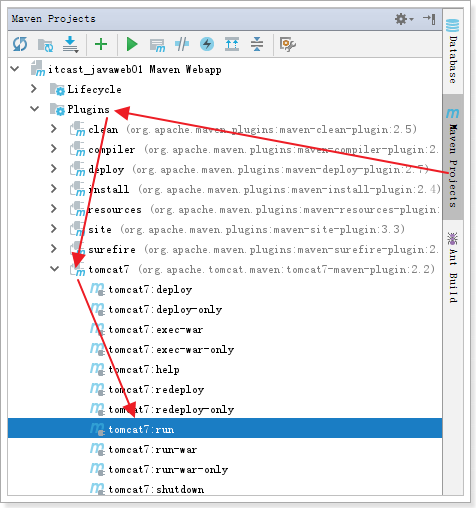 Maven Projects
itcast_javaweb01 Maven Webapp
Lifecycle
Plugins
clean (org.apache.maven.plugins:maven-clean-plugin:2.5)
compiler (org.apache.maven.plugins:maven-compiler-plugin:
deploy (org.apache.maven.plugins:maven-deploy-plugin:2.7)
install (org.apache.maven.plugins:maven-install-plugin:2.4)
resources (org.apache.maven.plugins:maven-resources-plugin:
site (org.apache.maven.plugins:maven-site-plugin:3.3)
surefire (org.apache.maven.plugins:maven-surefire-plugin:2.
tomcat7 (org.apache.tomcat.maven:tomcat7-maven-plugin:2.2)
tomcat7:deploy
tomcat7:deploy-only
tomcat7:exec-war
tomcat7:exec-war-only
tomcat7:help
tomcat7:redeploy
tomcat7:redeploy-only
tomcat7:run
tomcat7:run-war
tomcat7:run-war-only
tomcat7:shutdown
Database
Maven Projects
Ant Build